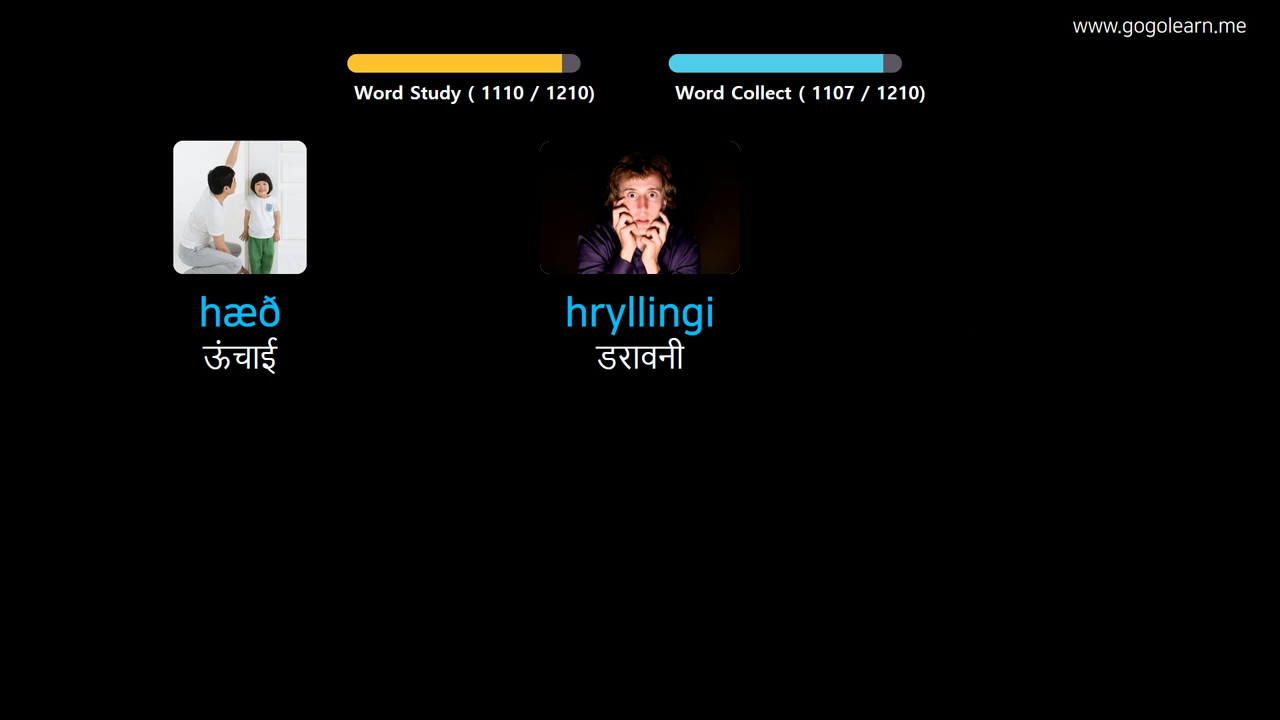 www.gogolearn.me
Word Study ( 1110 / 1210)
Word Collect ( 1107 / 1210)
hæð
ऊंचाई
hryllingi
डरावनी